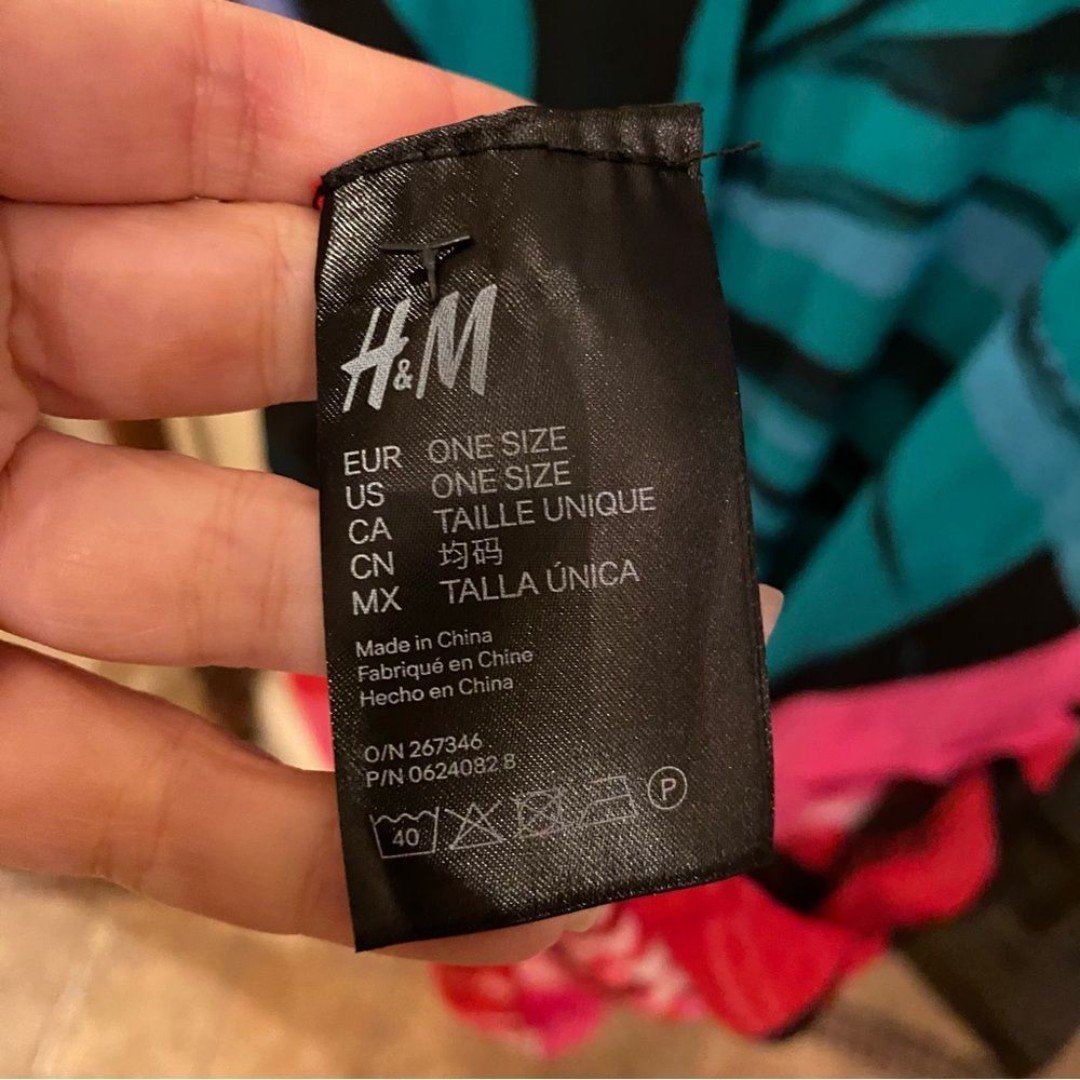 H&M
EUR ONE SIZE
US ONE SIZE
CA TAILLE UNIQUE
CN 均码
MX TALLA ÚNICA
Made in China
Fabriqué en Chine
Hecho en China
O/N 267346
P/N 0624082 8
40 P